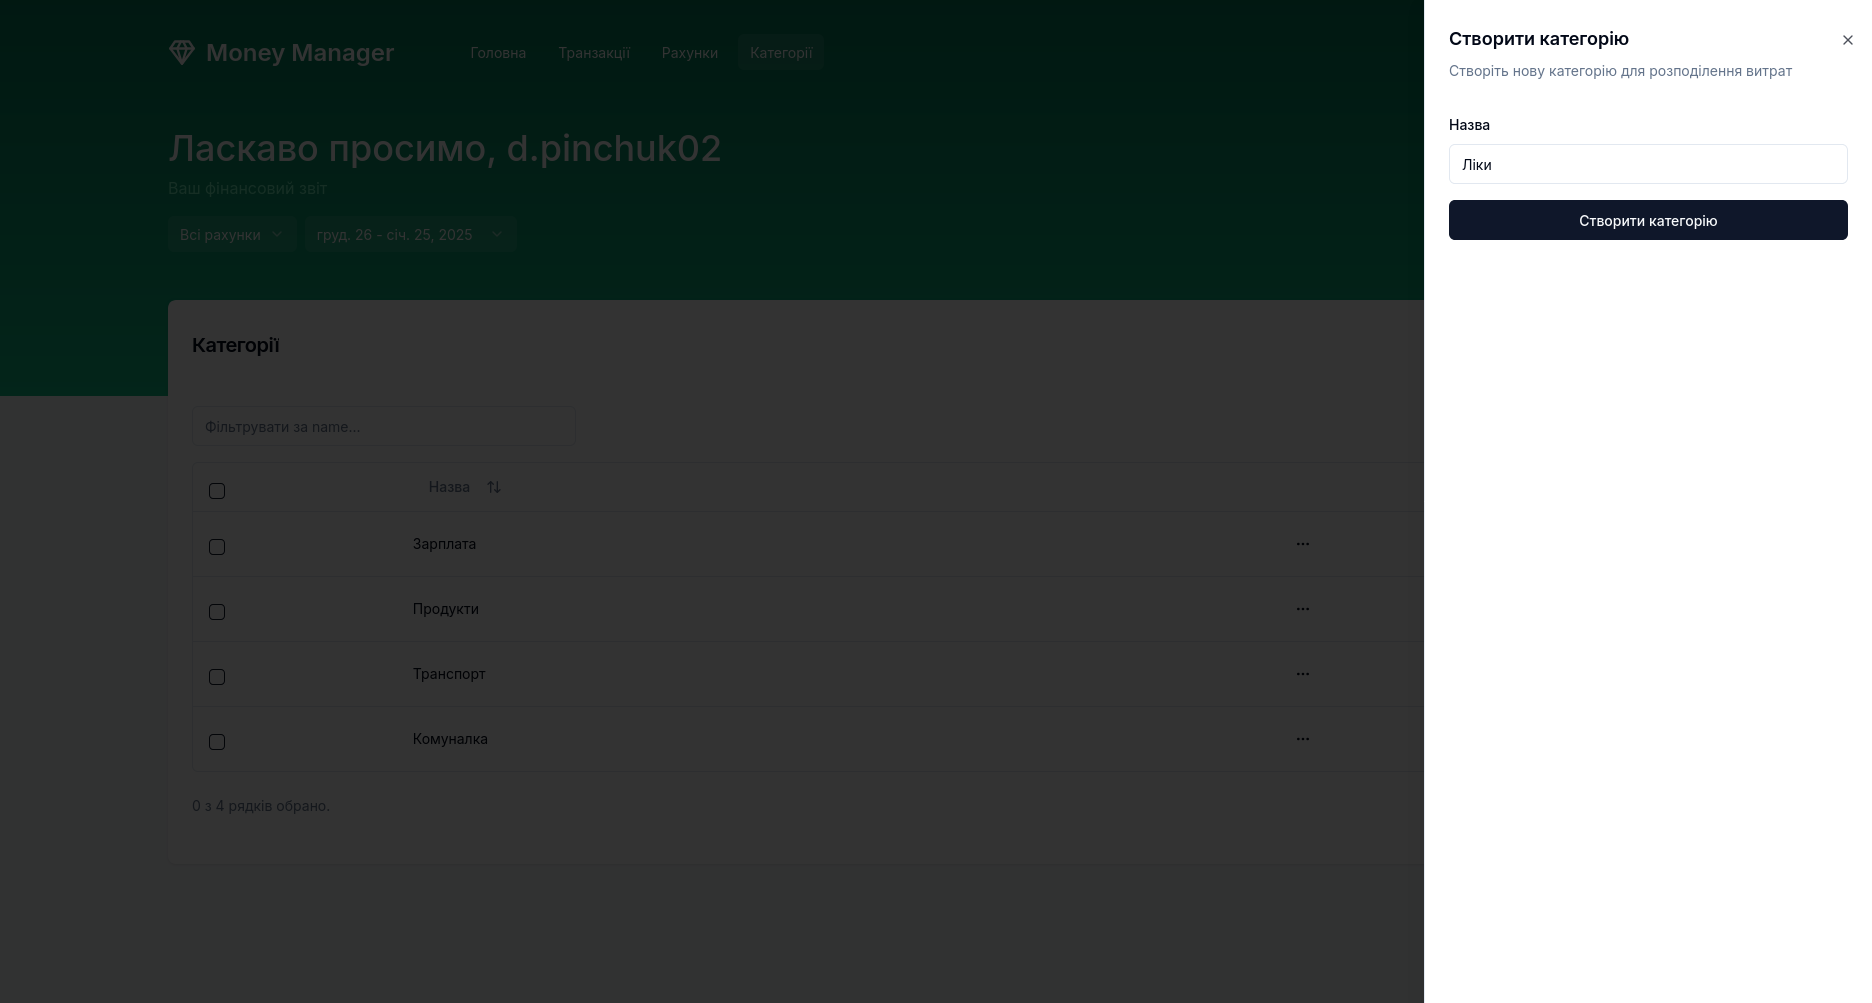 Money Manager
Головна
Транзакції
Рахунки
Категорії
Ласкаво просимо, d.pinchuk02
Ваш фінансовий звіт
Всі рахунки
груд. 26 - січ. 25, 2025
Категорії
Фільтрувати за name...
Назва
Зарплата
Продукти
Транспорт
Комуналка
0 з 4 рядків обрано.
Створити категорію
Створіть нову категорію для розподілення витрат
Назва
Ліки
Створити категорію